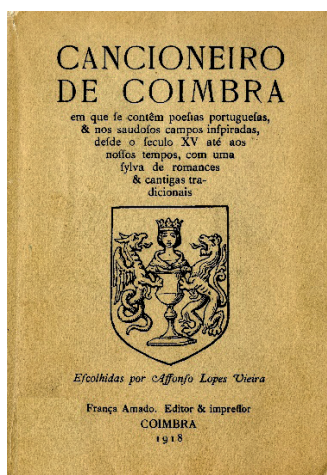 CANCIONEIRO
DE COIMBRA
em que ſe contêm poeſias portugueſas,
& nos saudoſos campos inſpiradas,
deſde o ſeculo XV até aos
noſſos tempos, com uma
ſylva de romances
& cantigas tra-
dicionais
Eſcolhidas por Affonſo Lopes Vieira
França Amado. Editor & impreſſor
COIMBRA
1918